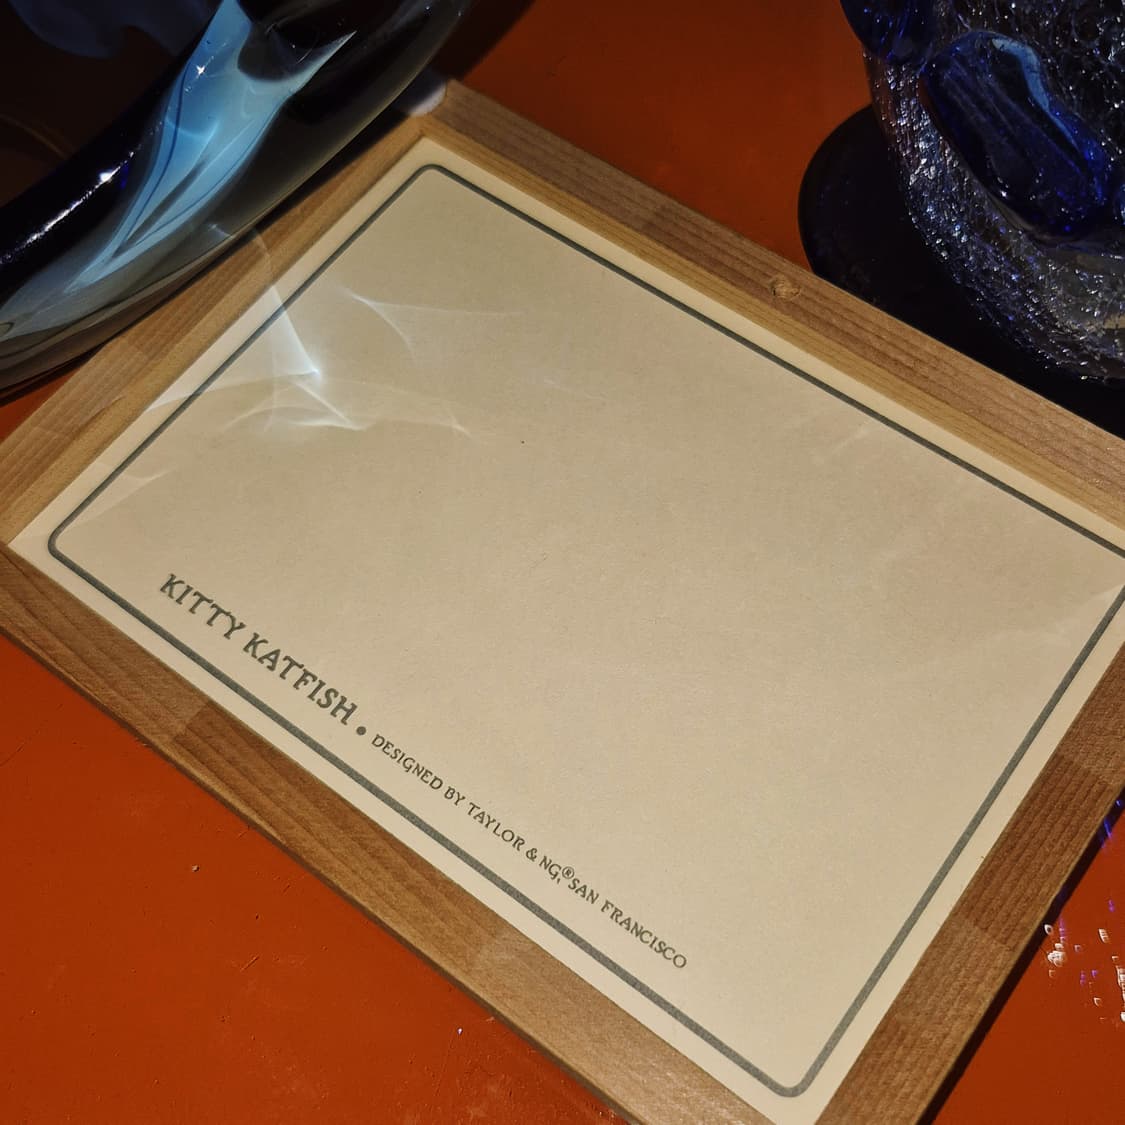 KITTY KATFISH • DESIGNED BY TAYLOR & NG,® SAN FRANCISCO